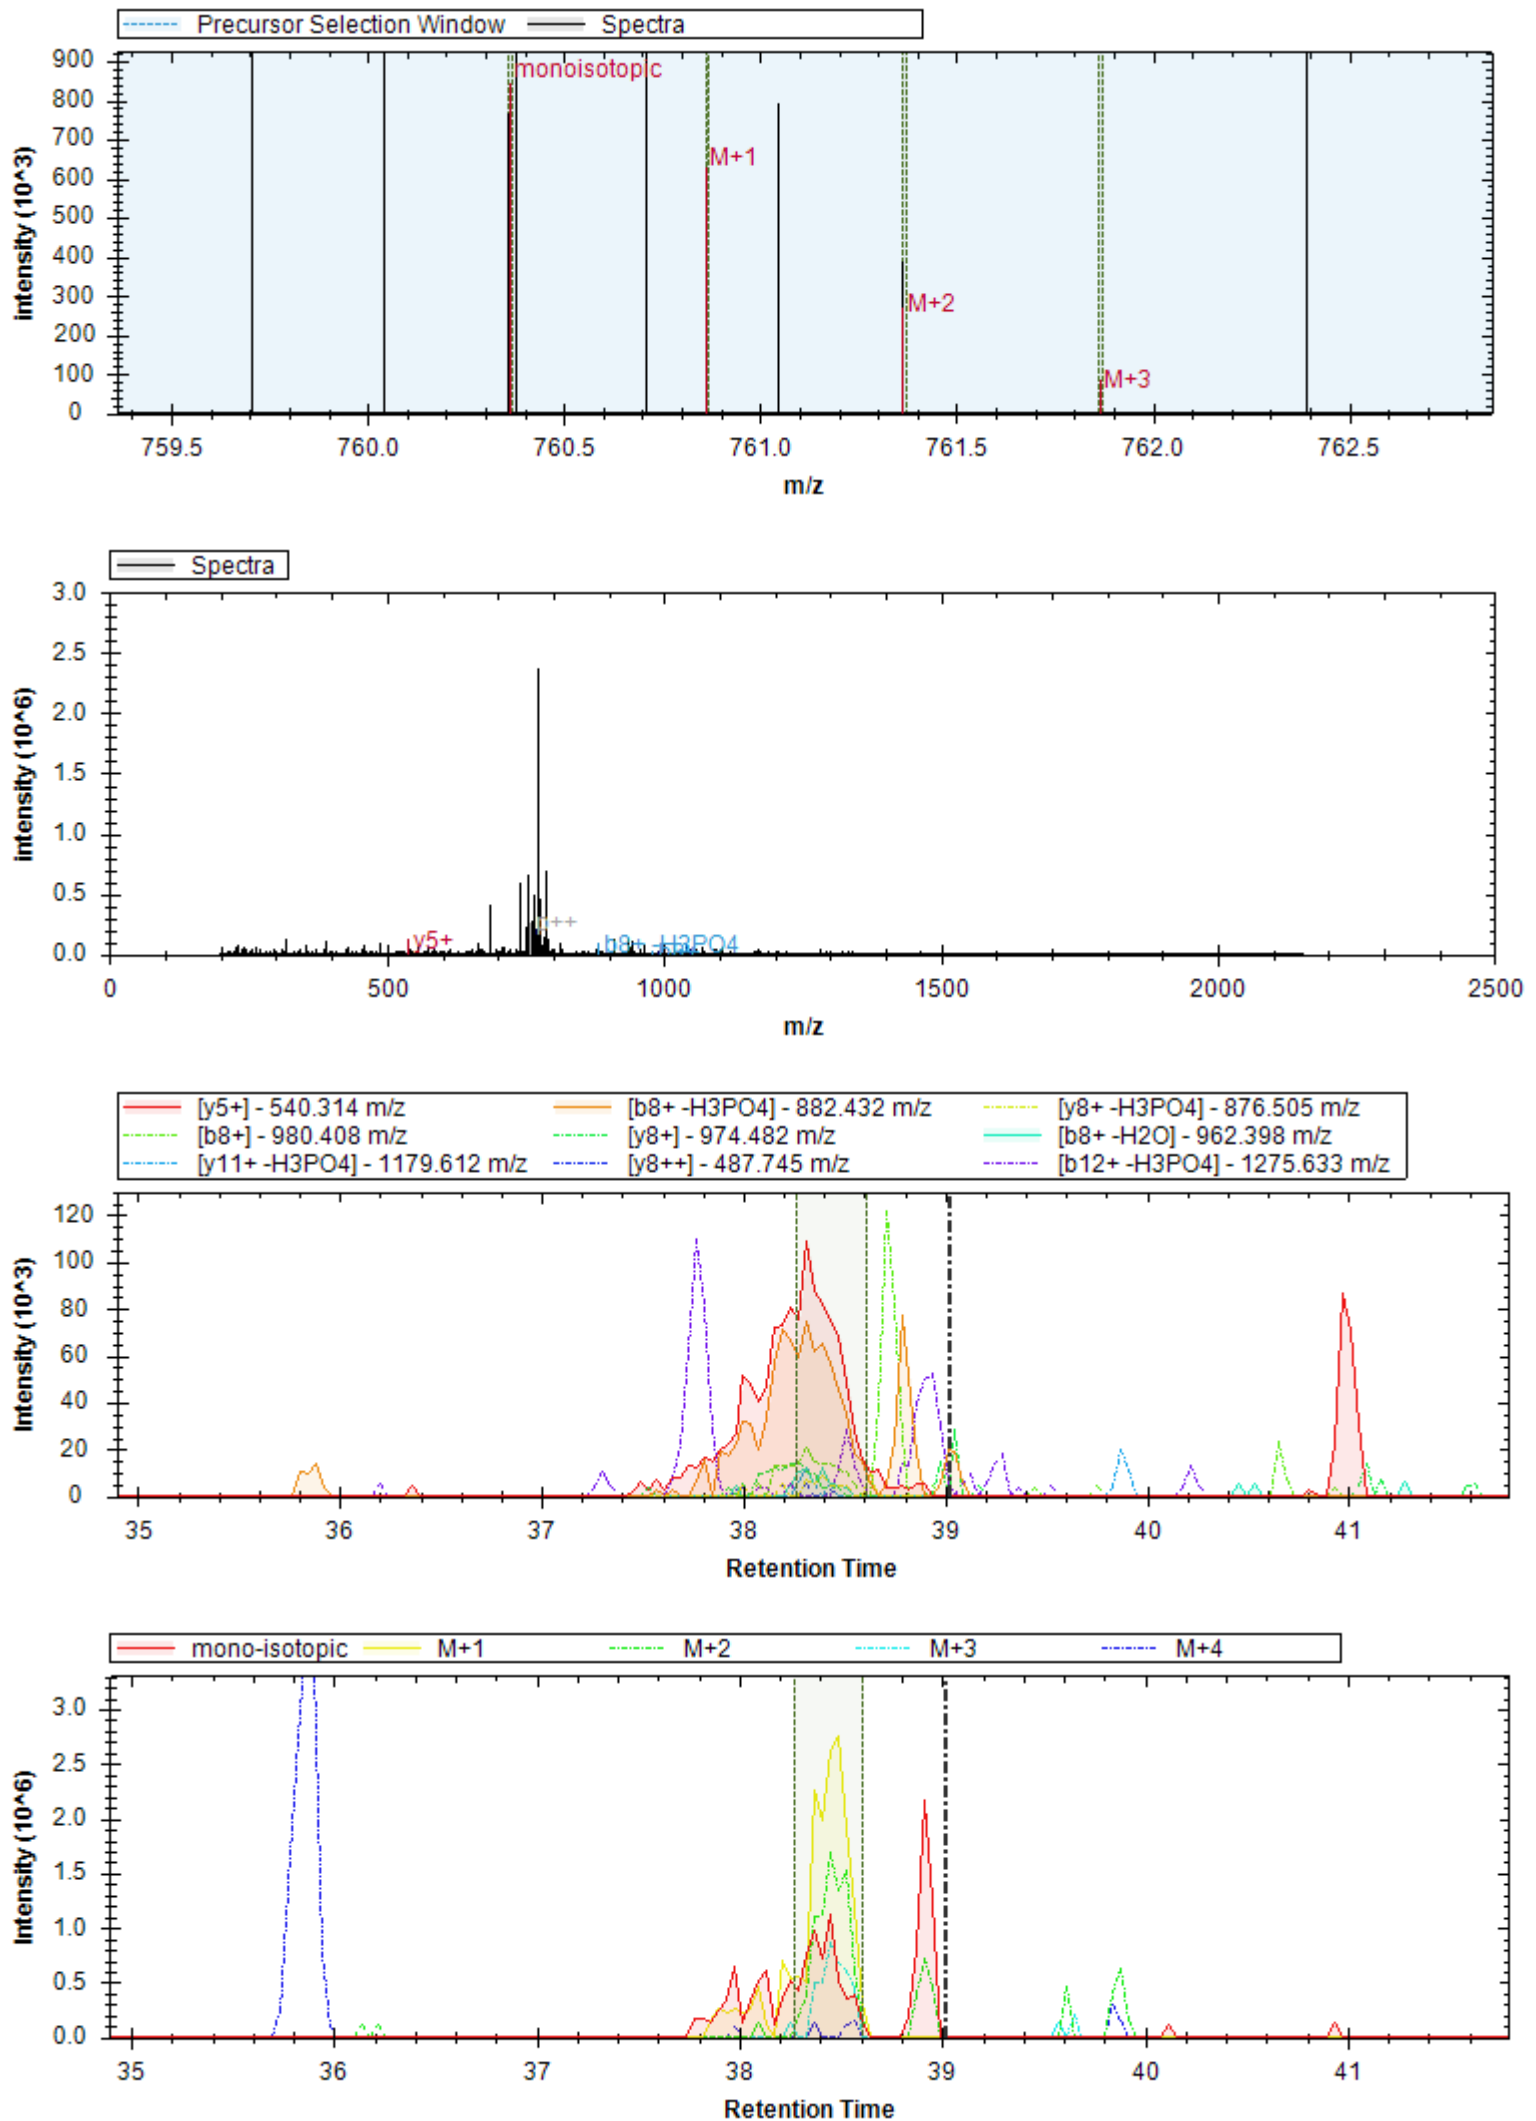 Precursor Selection Window Spectra
900
800
700
600
500
400
300
200
100
0
intensity (10^3)
monoisotopic
M+1
M+2
M+3
759.5 760.0 760.5 761.0 761.5 762.0 762.5
m/z
Spectra
3.0
2.5
2.0
1.5
1.0
0.5
0.0
intensity (10^6)
y5+
b8+ -H3PO4
0 500 1000 1500 2000 2500
m/z
[y5+] - 540.314 m/z [b8+ -H3PO4] - 882.432 m/z [y8+ -H3PO4] - 876.505 m/z
[b8+] - 980.408 m/z [y8+] - 974.482 m/z [b8+ -H2O] - 962.398 m/z
[y11+ -H3PO4] - 1179.612 m/z [y8++] - 487.745 m/z [b12+ -H3PO4] - 1275.633 m/z
120
100
80
60
40
20
0
Intensity (10^3)
35 36 37 38 39 40 41
Retention Time
mono-isotopic M+1 M+2 M+3 M+4
3.0
2.5
2.0
1.5
1.0
0.5
0.0
Intensity (10^6)
35 36 37 38 39 40 41
Retention Time